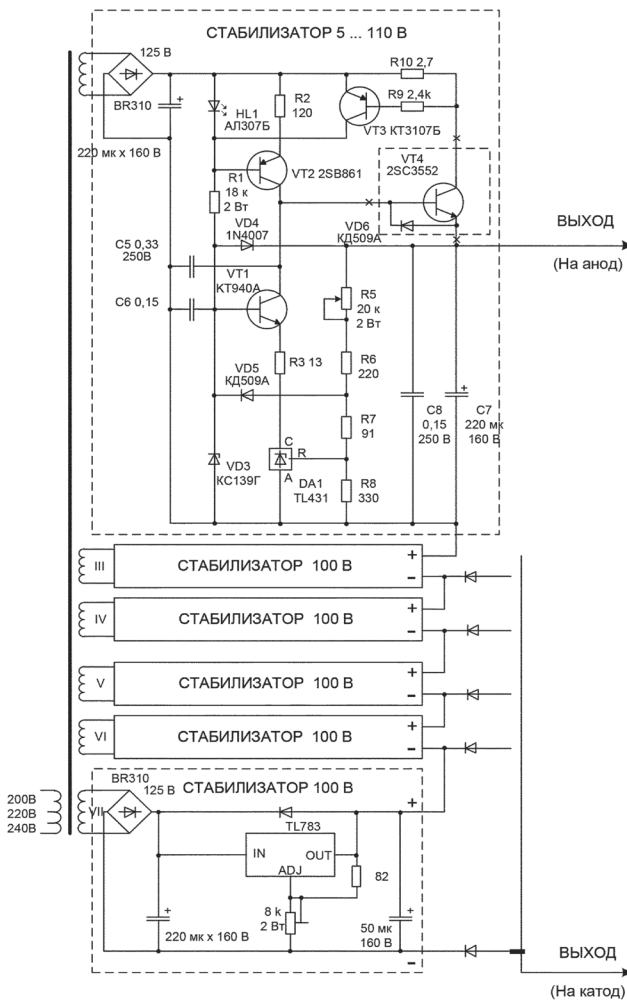 СТАБИЛИЗАТОР 5 ... 110 В
125 В
BR310
220 мк x 160 В
HL1
АЛ307Б
R2
120
R10 2,7
R9 2,4k
VT3 КТ3107Б
VT4
2SC3552
VT2 2SB861
R1
18 к
2 Вт
VD4
1N4007
VD6
КД509А
ВЫХОД
(На анод)
C5 0,33
250В
VT1
КТ940А
C6 0,15
R5
20 к
2 Вт
R3 13
R6
220
VD5
КД509А
R7
91
C8
0,15
250 В
C7
220 мк
160 В
C
R
A
VD3
КС139Г
DA1
TL431
R8
330
III
СТАБИЛИЗАТОР 100 В
+
–
IV
СТАБИЛИЗАТОР 100 В
+
–
V
СТАБИЛИЗАТОР 100 В
+
–
VI
СТАБИЛИЗАТОР 100 В
+
–
BR310
125 В
СТАБИЛИЗАТОР 100 В
+
200В
220В
240В
VII
TL783
IN
OUT
ADJ
82
8 k
2 Вт
220 мк x 160 В
50 мк
160 В
–
ВЫХОД
(На катод)